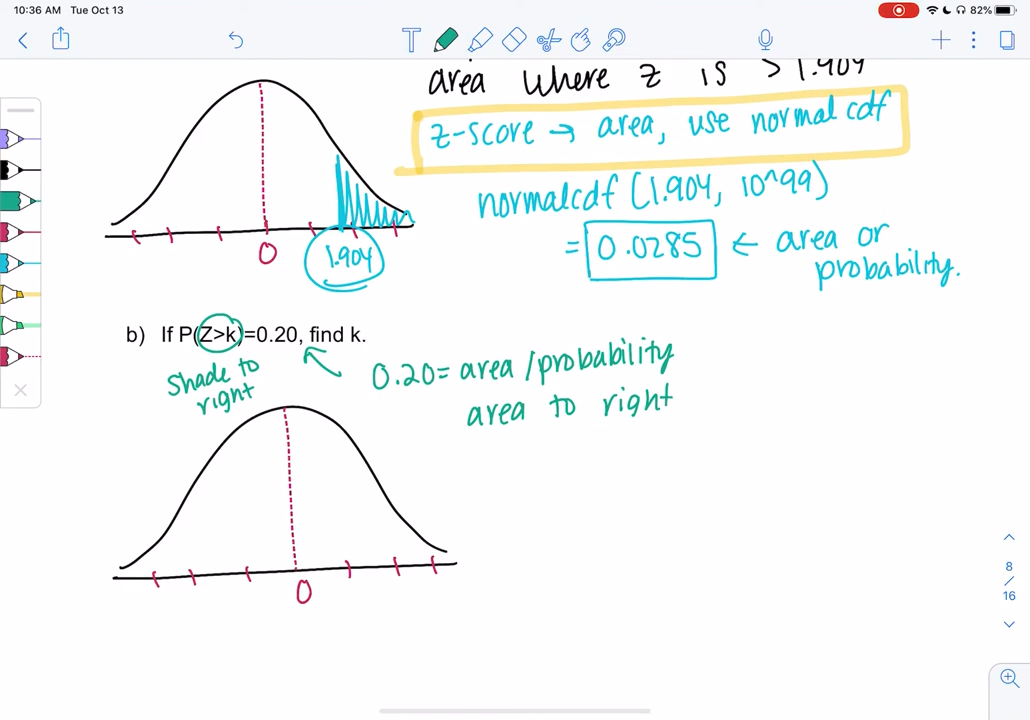 10:36 AM Tue Oct 13
82%
T
area where z is > 1.904
z-score → area, use normalcdf
normalcdf (1.904, 10^99)
= 0.0285 ← area or
probability.
0
1.904
b) If P(Z>k)=0.20, find k.
Shade to
right
0.20= area/probability
area to right
0
8
/
16